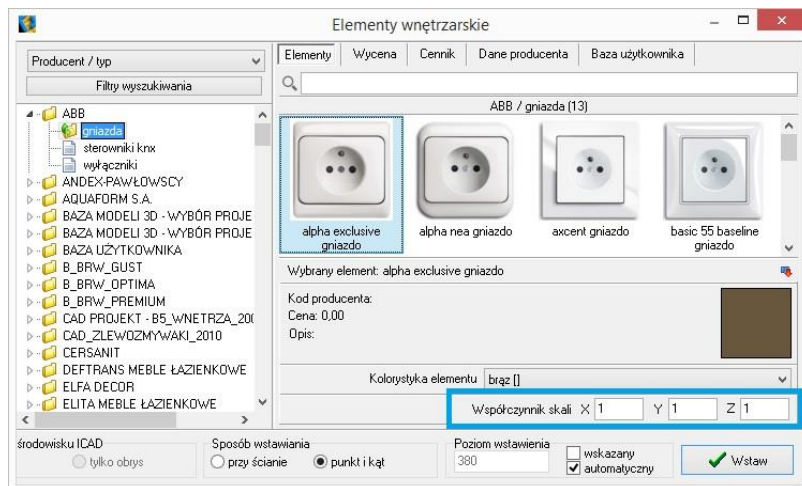 Elementy wnętrzarskie
Producent / typ
Filtry wyszukiwania
ABB
gniazda
sterowniki knx
wyłączniki
ANDEX-PAWŁOWSCY
AQUAFORM S.A.
BAZA MODELI 3D - WYBÓR PROJE
BAZA MODELI 3D - WYBÓR PROJE
BAZA UŻYTKOWNIKA
B_BRW_GUST
B_BRW_OPTIMA
B_BRW_PREMIUM
CAD PROJEKT - B5_WNETRZA_200
CAD_ZLEWOZMYWAKI_2010
CERSANIT
DEFTRANS MEBLE ŁAZIENKOWE
ELFA DECOR
ELITA MEBLE ŁAZIENKOWE
Elementy Wycena Cennik Dane producenta Baza użytkownika
ABB / gniazda (13)
alpha exclusive gniazdo
alpha nea gniazdo
axcent gniazdo
basic 55 baseline gniazdo
Wybrany element: alpha exclusive gniazdo
Kod producenta:
Cena: 0,00
Opis:
Kolorystyka elementu brąz []
Współczynnik skali X 1 Y 1 Z 1
środowisku ICAD
tylko obrys
Sposób wstawiania
przy ścianie punkt i kąt
Poziom wstawienia
380
wskazany
automatyczny
Wstaw